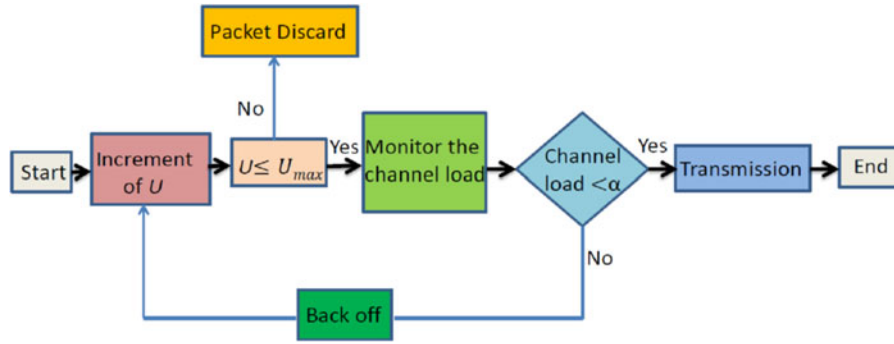 Packet Discard
No
Start
Increment
of U
U≤ Umax
Yes
Monitor the
channel load
Channel
load <α
Yes
Transmission
End
No
Back off